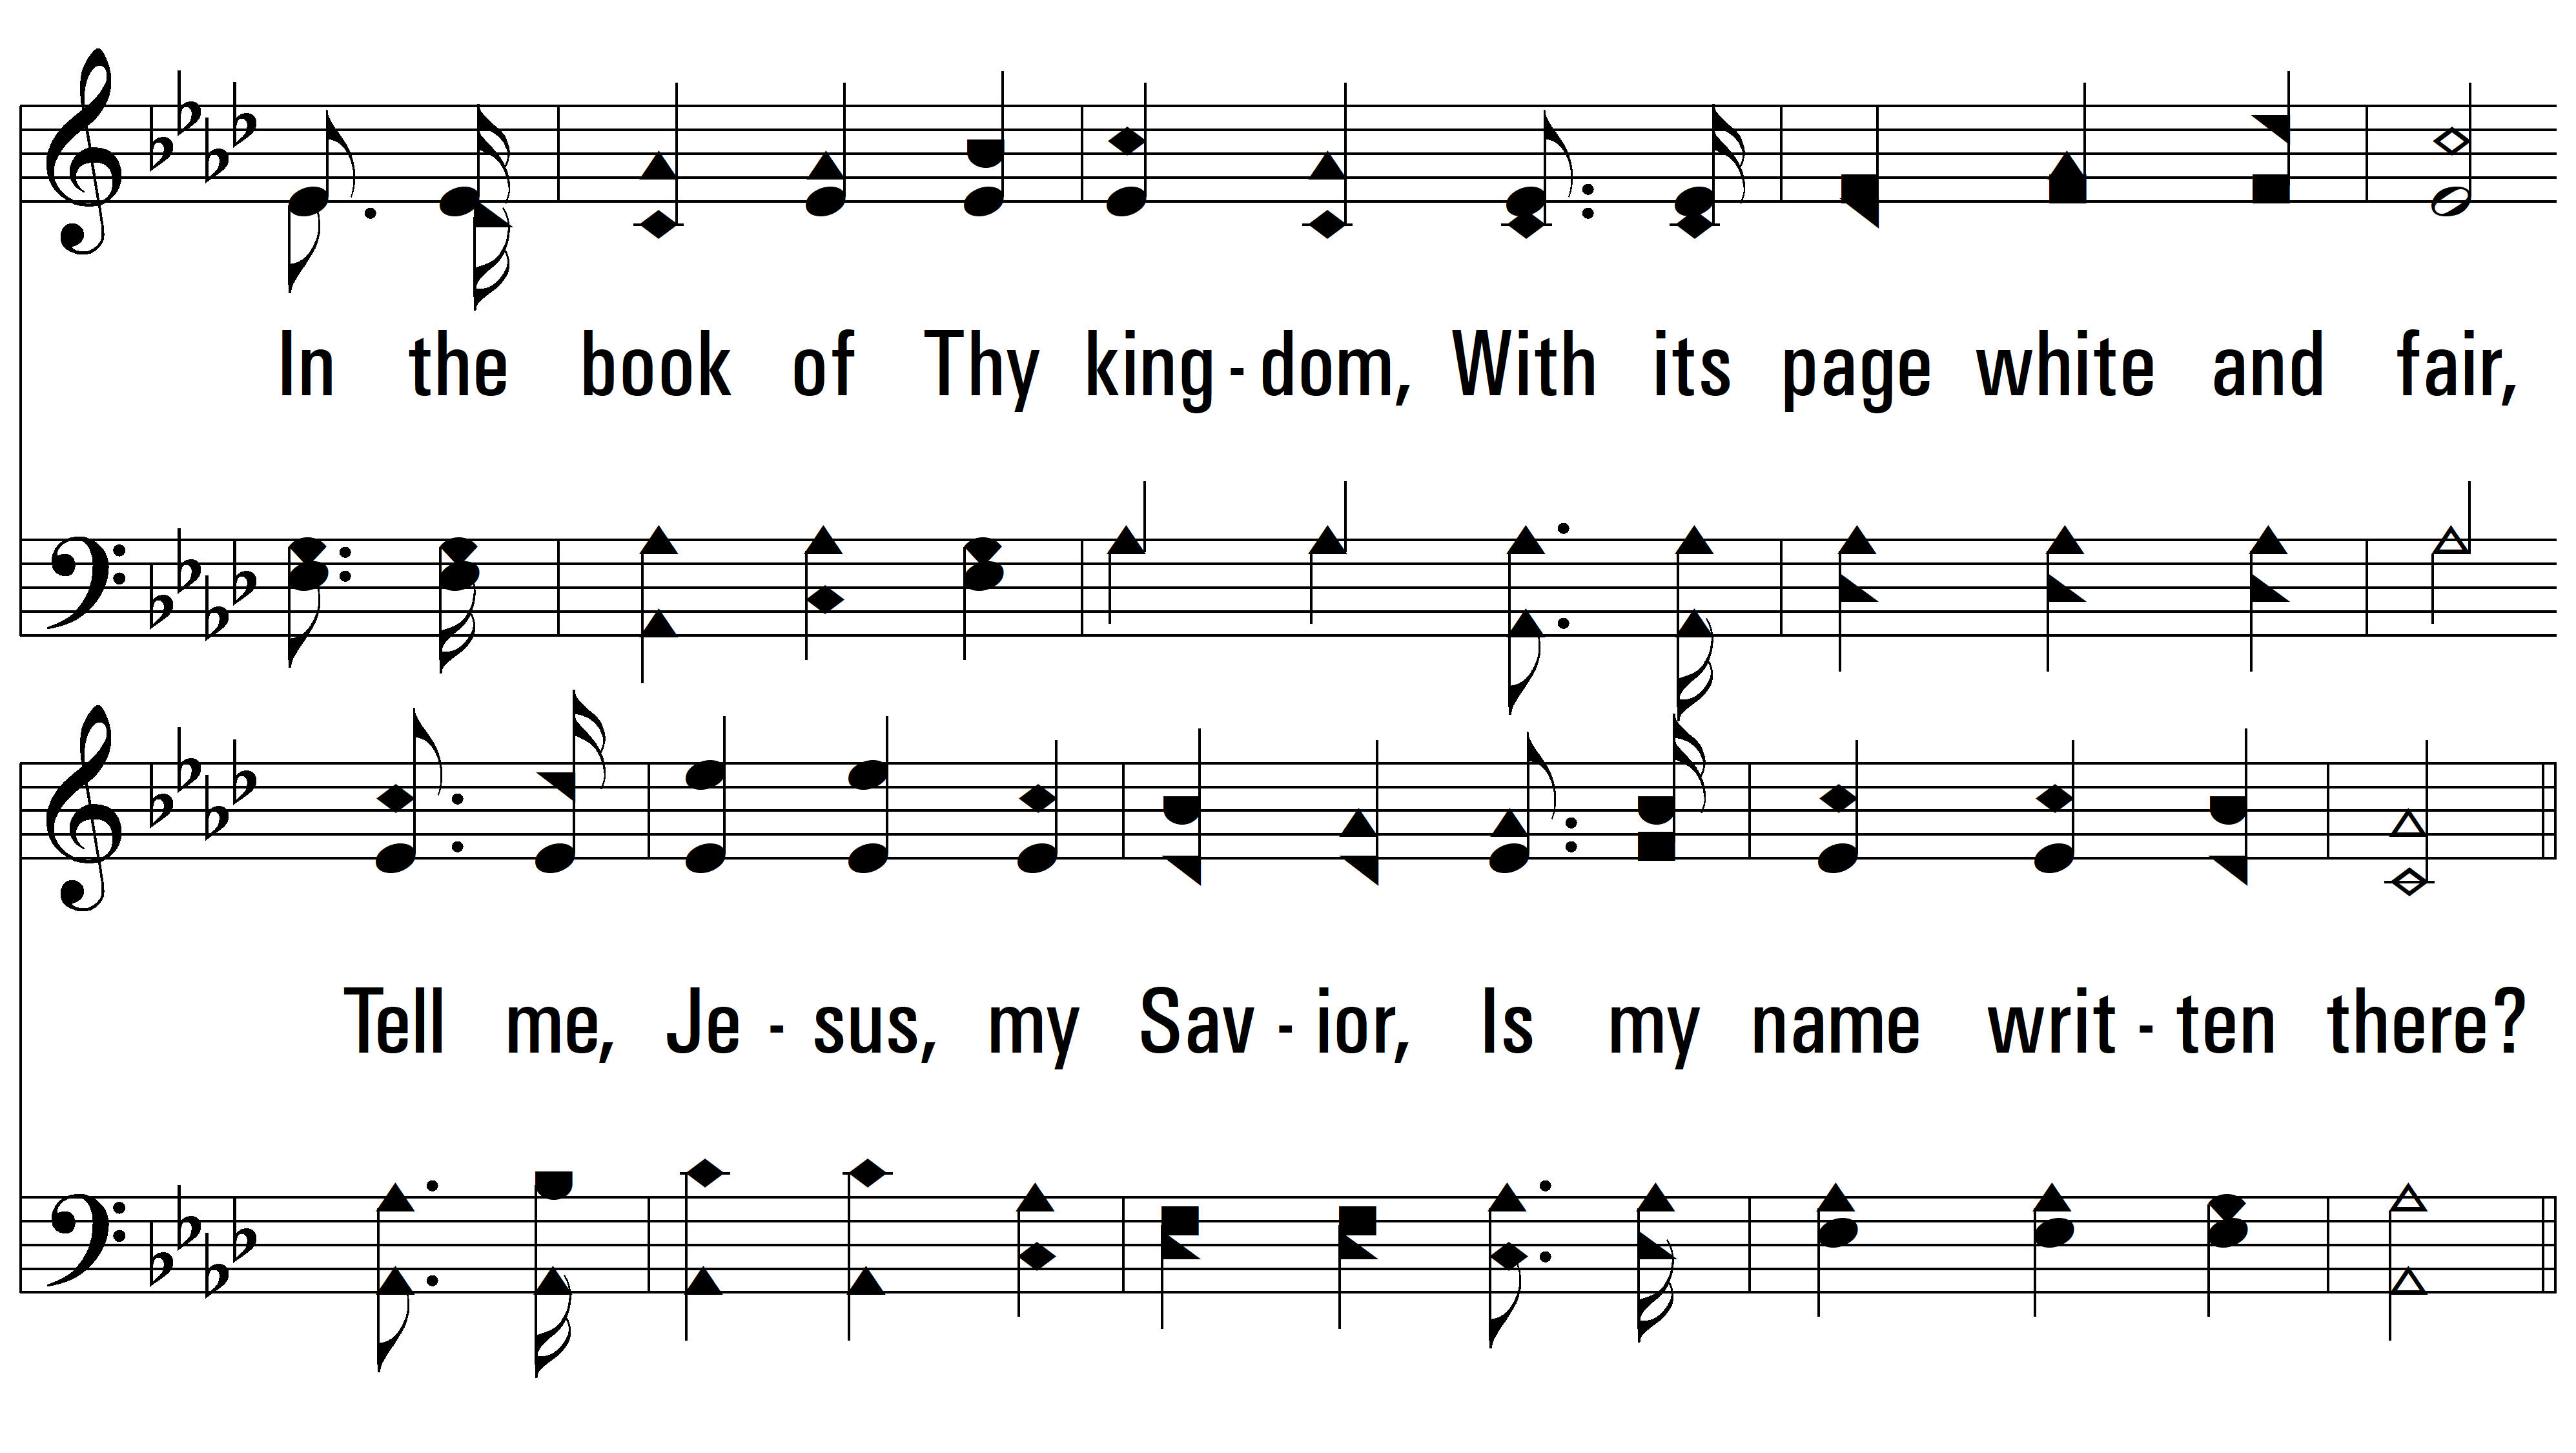 In the book of Thy king - dom, With its page white and fair,
Tell me, Je - sus, my Sav - ior, Is my name writ - ten there?